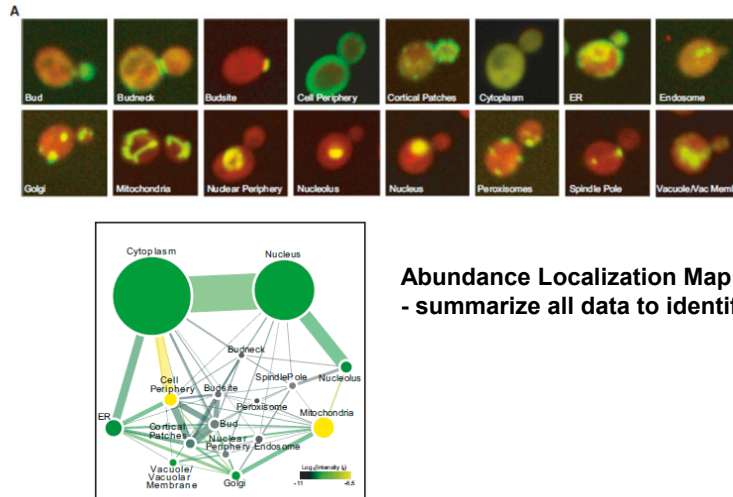 A
Bud
Budneck
Budsite
Cell Periphery
Cortical Patches
Cytoplasm
ER
Endosome
Golgi
Mitochondria
Nuclear Periphery
Nucleolus
Nucleus
Peroxisomes
Spindle Pole
Vacuole/Vac Memb
Abundance Localization Map
- summarize all data to identif
Cytoplasm
Nucleus
Budneck
SpindlePole
Nucleolus
Cell
Periphery
Budsite
Peroxisome
Mitochondria
ER
Cortical
Patches
Bud
Nuclear
Periphery
Endosome
Vacuole/
Vacuolar
Membrane
Golgi
-11
-6.5